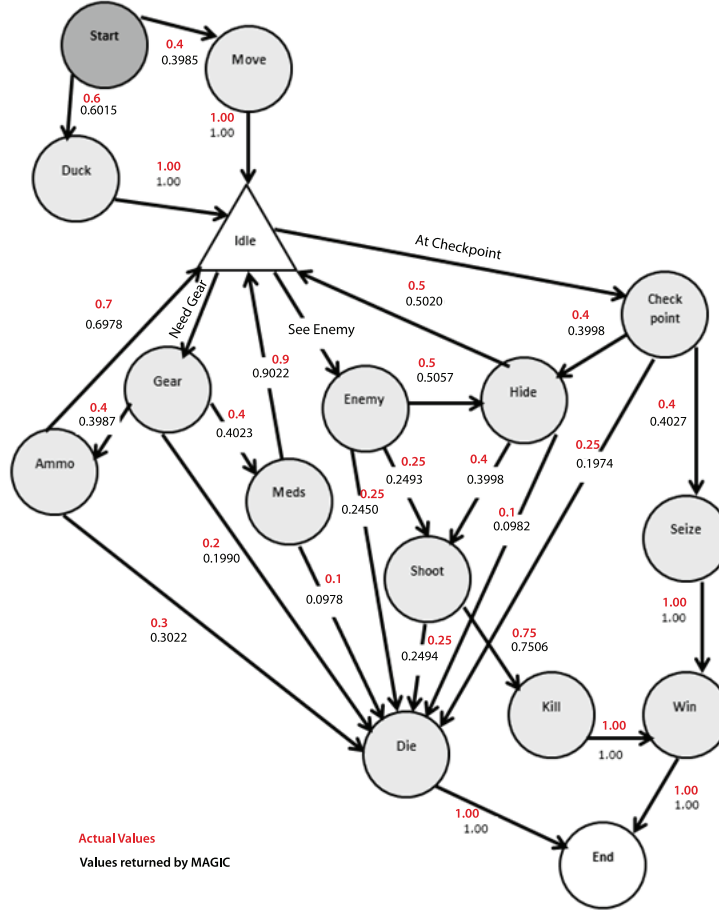 Start
0.4
0.3985
Move
0.6
0.6015
1.00
1.00
Duck
1.00
1.00
Idle
At Checkpoint
Need Gear
See Enemy
0.5
0.5020
Check
point
0.4
0.3998
0.7
0.6978
0.9
0.9022
Gear
Enemy
0.5
0.5057
Hide
0.4
0.3987
0.4
0.4023
0.4
0.4027
0.25
0.1974
Ammo
Meds
0.25
0.2493
0.4
0.3998
0.25
0.2450
0.1
0.0982
Seize
0.2
0.1990
0.1
0.0978
Shoot
1.00
1.00
0.3
0.3022
0.25
0.2494
0.75
0.7506
Kill
1.00
1.00
Win
Die
1.00
1.00
1.00
1.00
End
Actual Values
Values returned by MAGIC